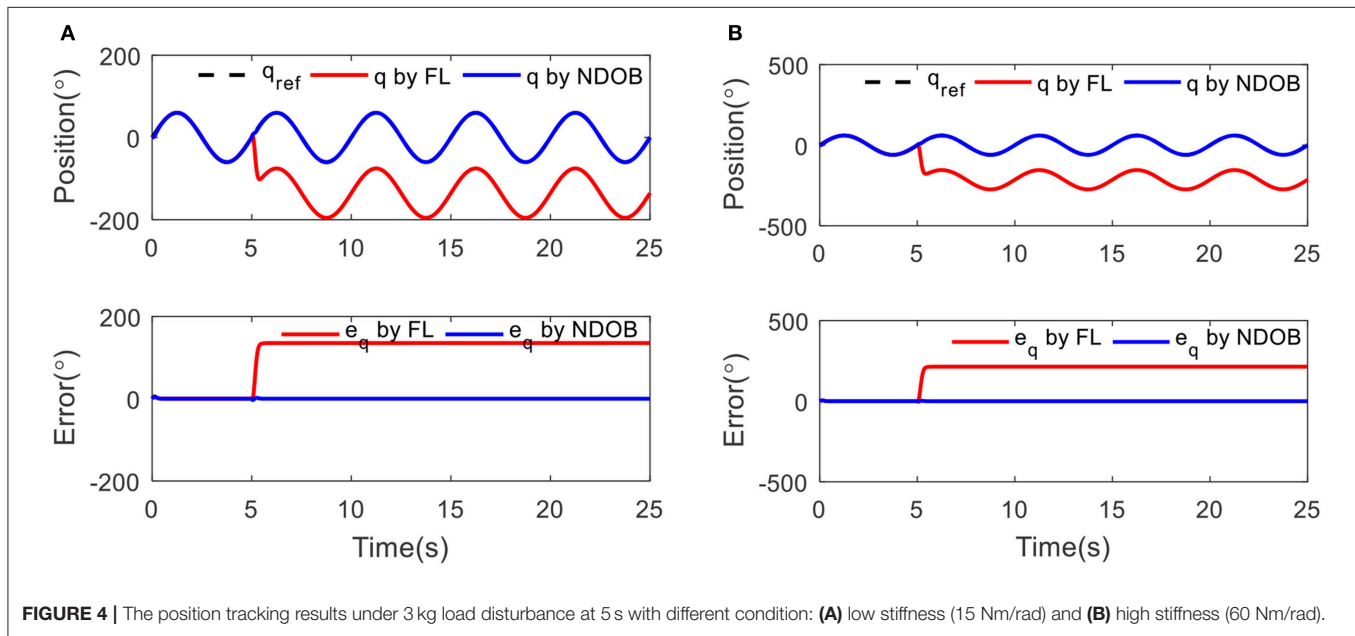 A
200
0
-200
Position(°)
q_ref q by FL q by NDOB
0 5 10 15 20 25
200
0
-200
Error(°)
e_q by FL e_q by NDOB
0 5 10 15 20 25
Time(s)
B
500
0
-500
Position(°)
q_ref q by FL q by NDOB
0 5 10 15 20 25
500
0
-500
Error(°)
e_q by FL e_q by NDOB
0 5 10 15 20 25
Time(s)
FIGURE 4 | The position tracking results under 3 kg load disturbance at 5 s with different condition: (A) low stiffness (15 Nm/rad) and (B) high stiffness (60 Nm/rad).